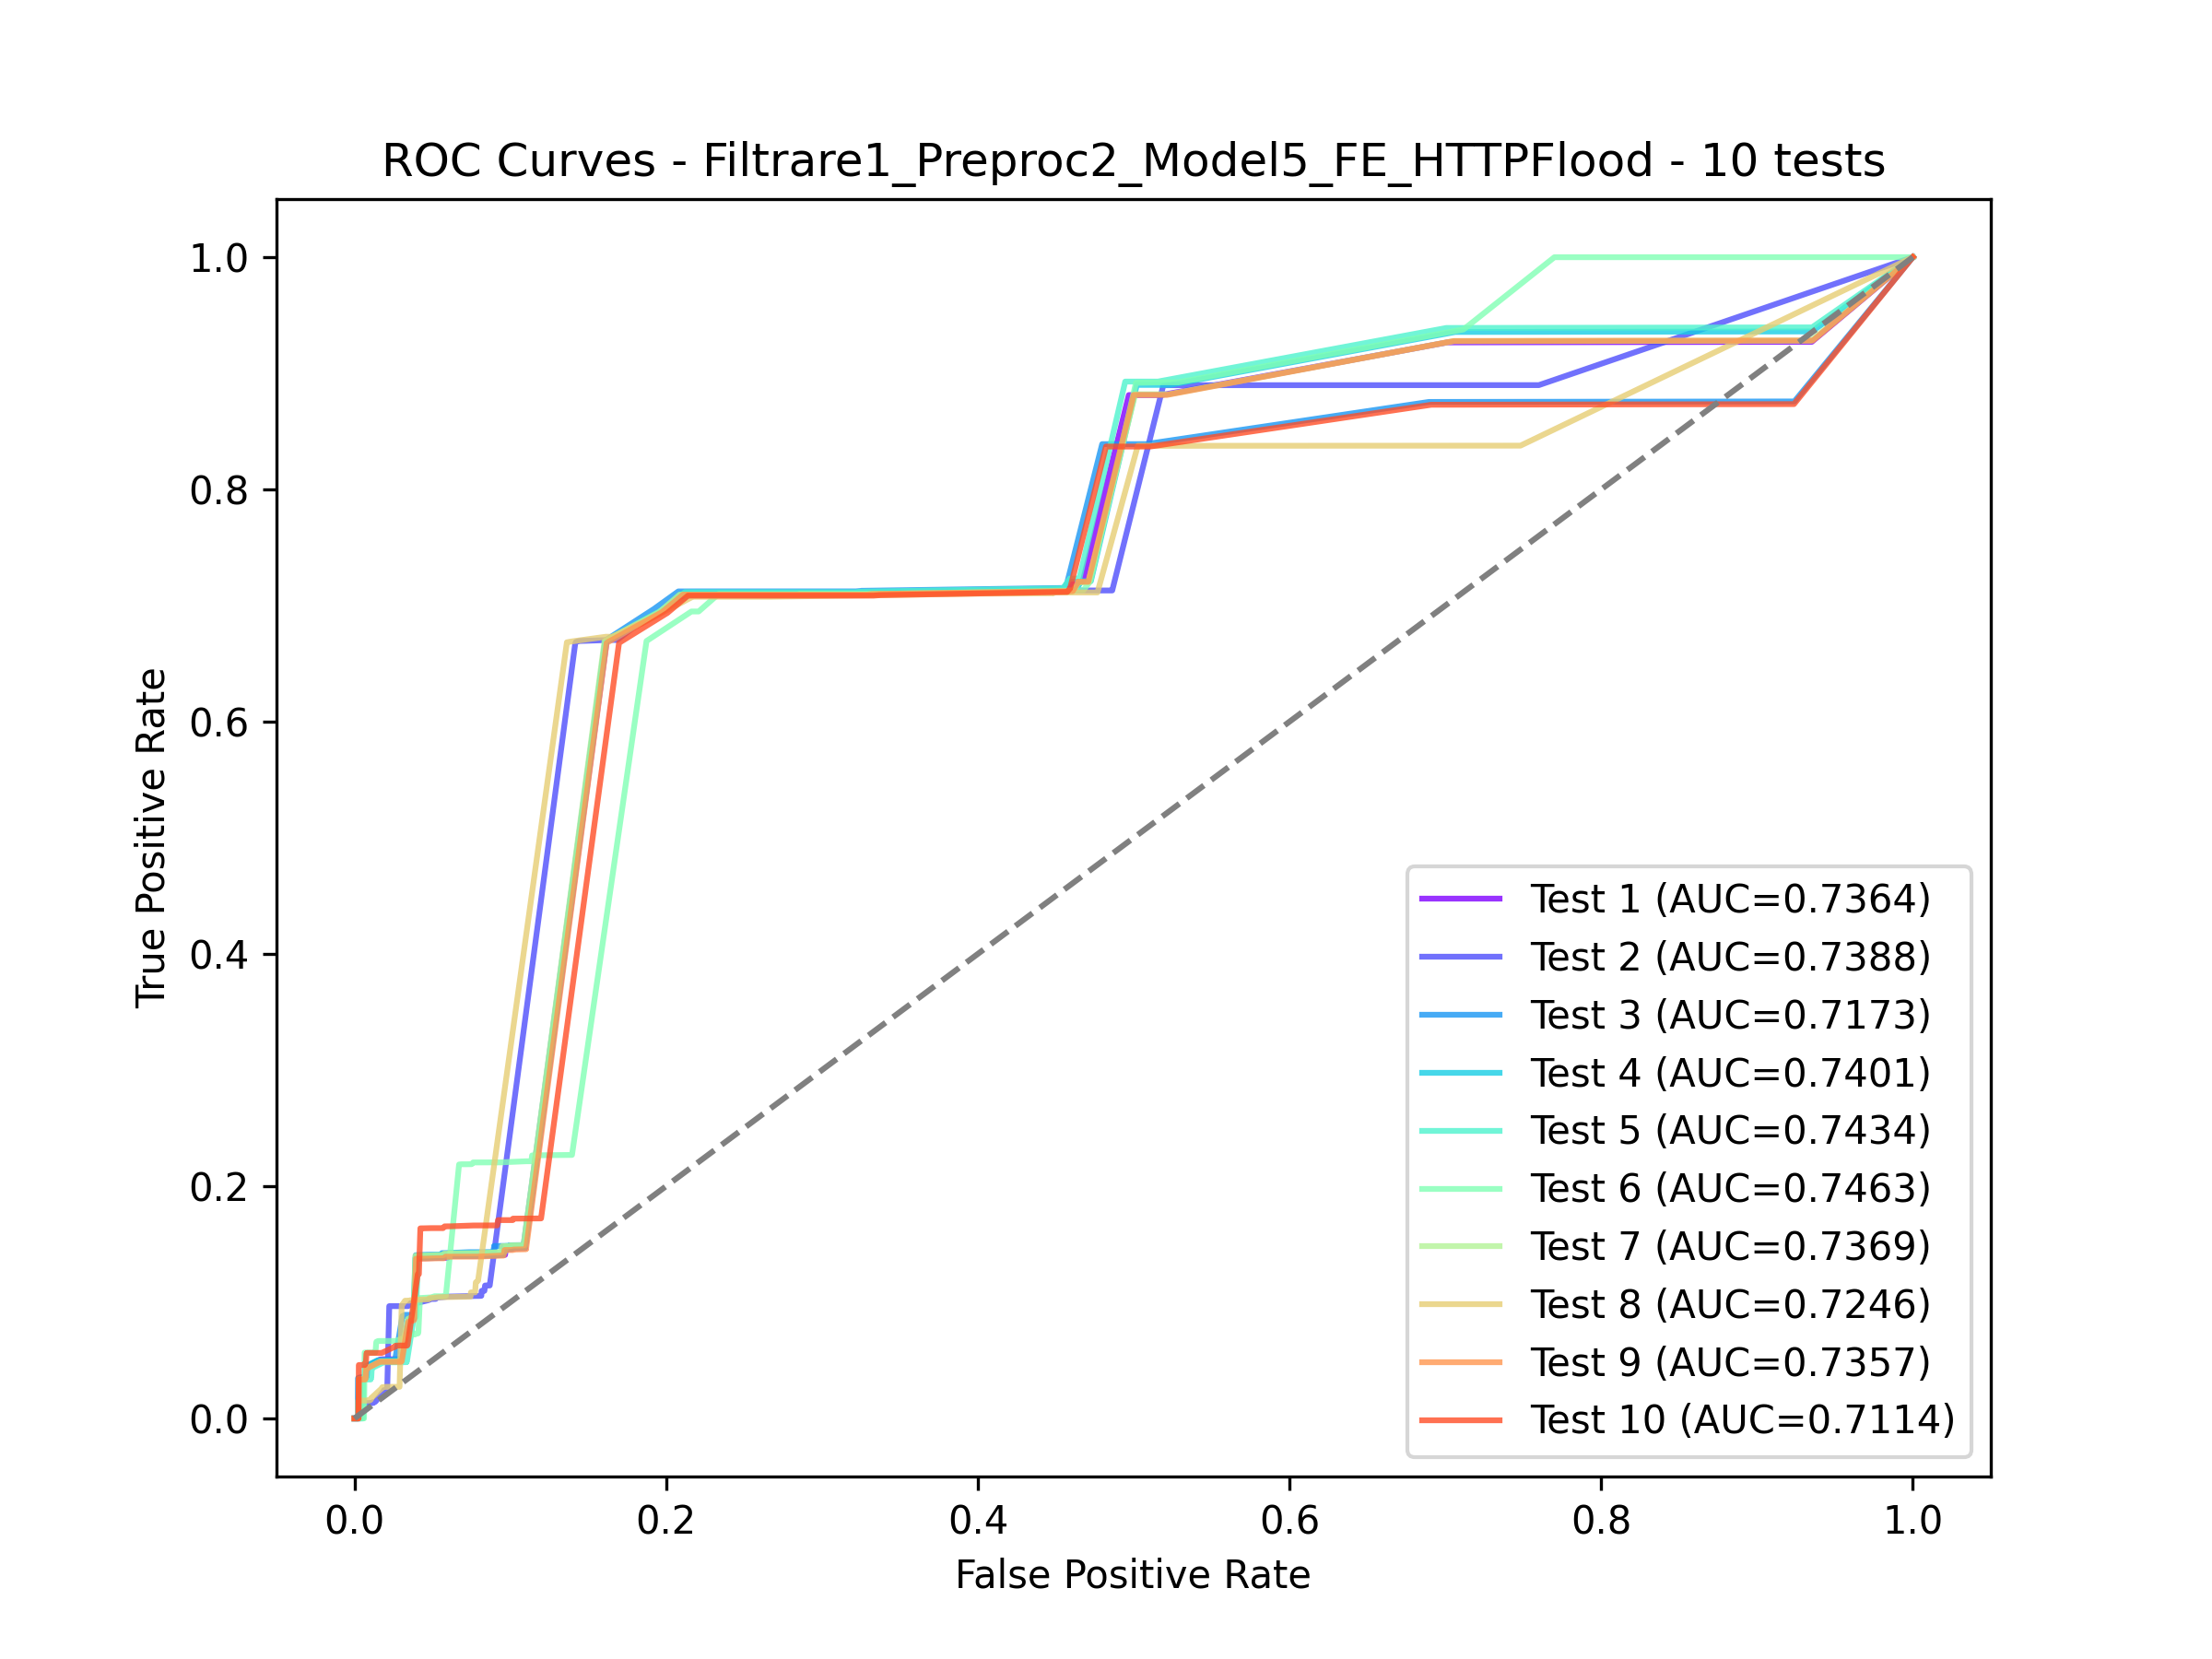 ROC Curves - Filtrare1_Preproc2_Model5_FE_HTTPFlood - 10 tests
True Positive Rate
1.0
0.8
0.6
0.4
0.2
0.0
Test 1 (AUC=0.7364)
Test 2 (AUC=0.7388)
Test 3 (AUC=0.7173)
Test 4 (AUC=0.7401)
Test 5 (AUC=0.7434)
Test 6 (AUC=0.7463)
Test 7 (AUC=0.7369)
Test 8 (AUC=0.7246)
Test 9 (AUC=0.7357)
Test 10 (AUC=0.7114)
0.0 0.2 0.4 0.6 0.8 1.0
False Positive Rate